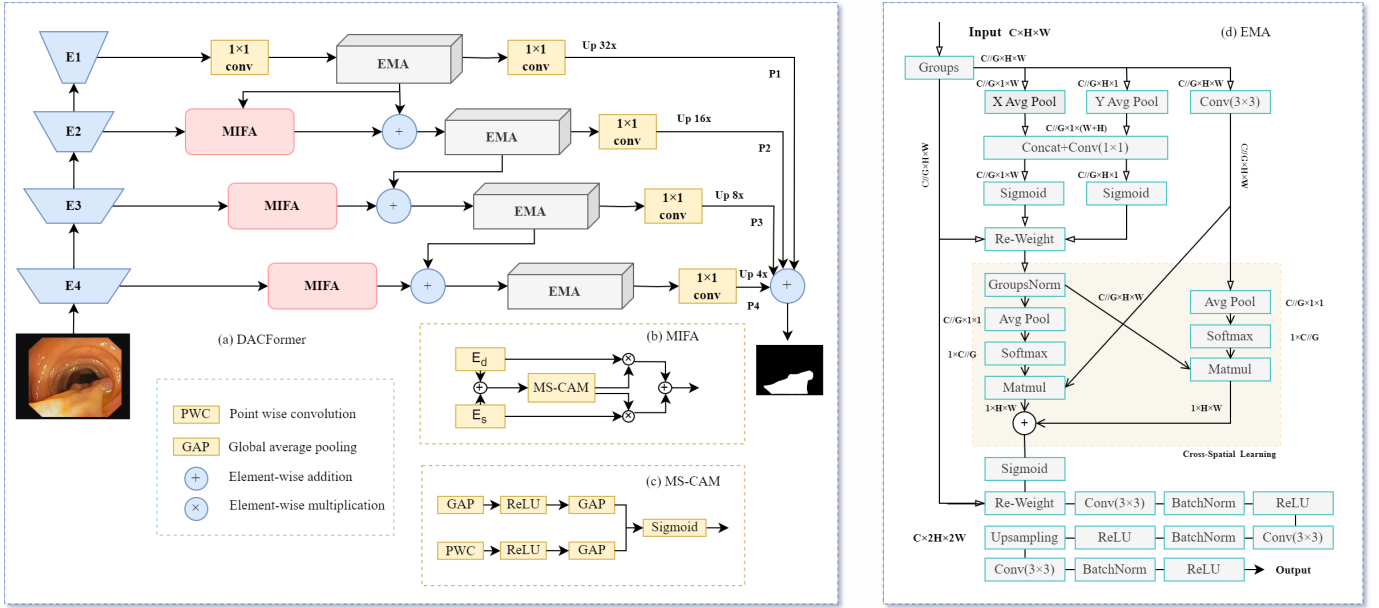 E1
1×1
conv
EMA
1×1
conv
Up 32x
P1
E2
MIFA
+
EMA
1×1
conv
Up 16x
P2
E3
MIFA
+
EMA
1×1
conv
Up 8x
P3
E4
MIFA
+
EMA
1×1
conv
Up 4x
P4
+
(a) DACFormer
PWC
Point wise convolution
GAP
Global average pooling
+
Element-wise addition
×
Element-wise multiplication
(b) MIFA
Ed
MS-CAM
Es
(c) MS-CAM
GAP
ReLU
GAP
Sigmoid
PWC
ReLU
GAP
Input C×H×W
(d) EMA
Groups
C//G×H×W
C//G×1×W
C//G×H×1
C//G×H×W
X Avg Pool
Y Avg Pool
Conv(3×3)
C//G×1×(W+H)
Concat+Conv(1×1)
C//G×H×W
C//G×H×W
C//G×1×W
C//G×H×1
Sigmoid
Sigmoid
Re-Weight
GroupsNorm
C//G×H×W
Avg Pool
C//G×1×1
C//G×1×1
Avg Pool
Softmax
1×C//G
1×C//G
Softmax
Matmul
Matmul
1×H×W
1×H×W
+
Cross-Spatial Learning
Sigmoid
Re-Weight
Conv(3×3)
BatchNorm
ReLU
C×2H×2W
Upsampling
ReLU
BatchNorm
Conv(3×3)
Conv(3×3)
BatchNorm
ReLU
Output